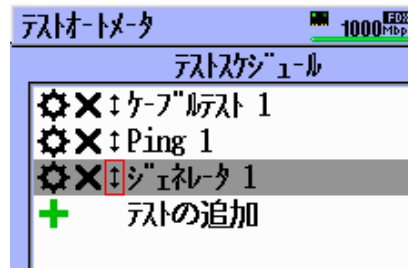 テストオートメータ
1000Mbps FDX
テストスケジュール
ケーブルテスト 1
Ping 1
ジェネレータ 1
テストの追加